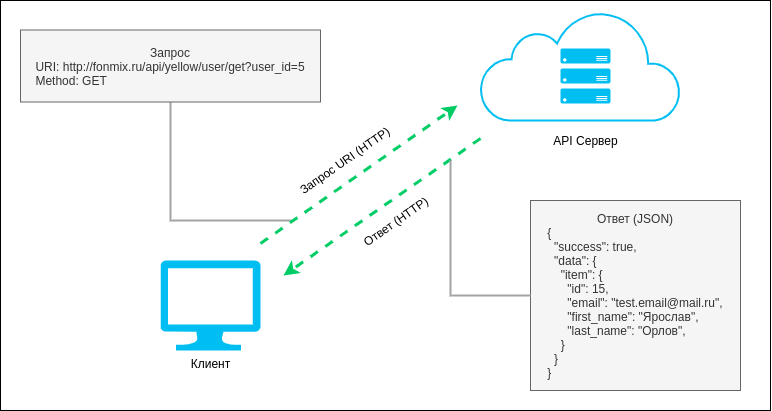 Запрос
URI: http://fonmix.ru/api/yellow/user/get?user_id=5
Method: GET
API Сервер
Запрос URI (HTTP)
Ответ (HTTP)
Клиент
Ответ (JSON)
{
"success": true,
"data": {
"item": {
"id": 15,
"email": "test.email@mail.ru",
"first_name": "Ярослав",
"last_name": "Орлов",
}
}
}